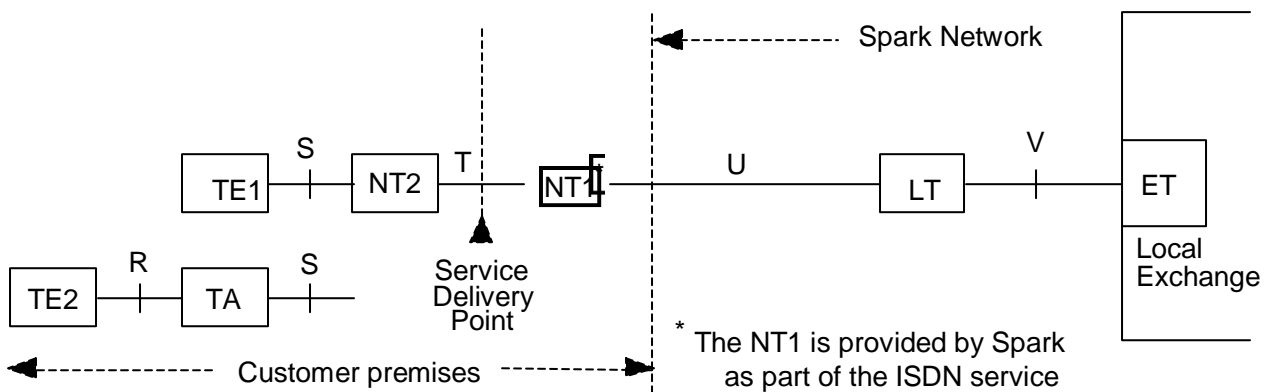 Spark Network
S
T
U
V
TE1
NT2
NT1*
LT
ET
R
S
TE2
TA
Service
Delivery
Point
Local
Exchange
* The NT1 is provided by Spark
as part of the ISDN service
Customer premises